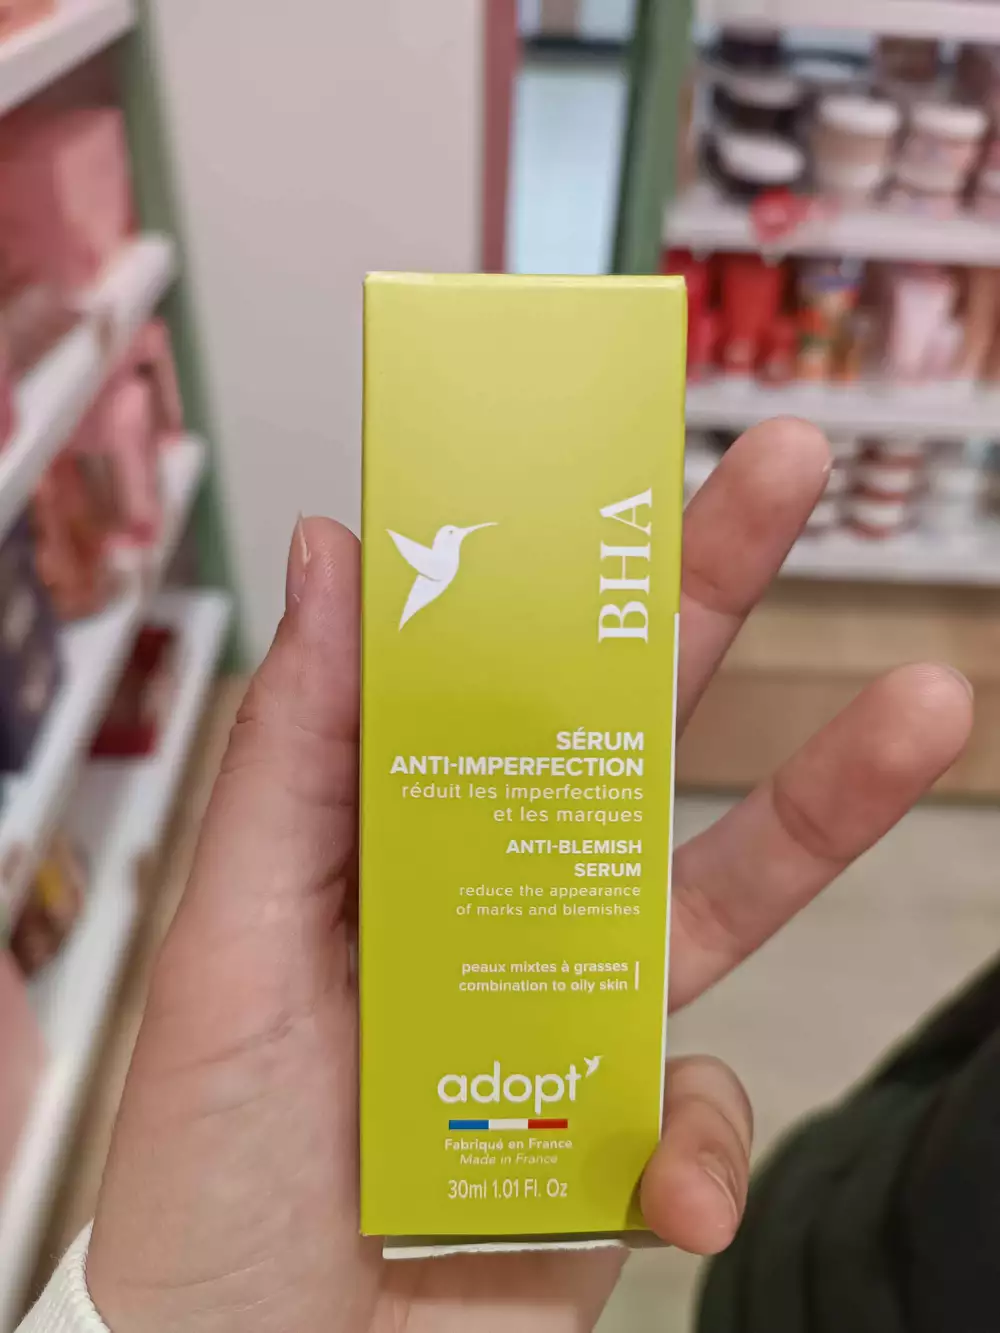 BHA
SÉRUM
ANTI-IMPERFECTION
réduit les imperfections
et les marques
ANTI-BLEMISH
SERUM
reduce the appearance
of marks and blemishes
peaux mixtes à grasses
combination to oily skin
adopt
Fabriqué en France
Made in France
30ml 1.01 Fl. Oz